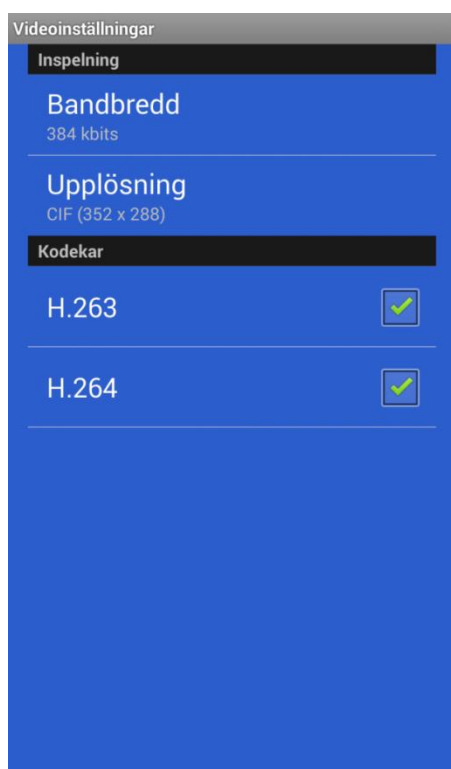 Videoinställningar
Inspelning
Bandbredd
384 kbits
Upplösning
CIF (352 x 288)
Kodekar
H.263
H.264